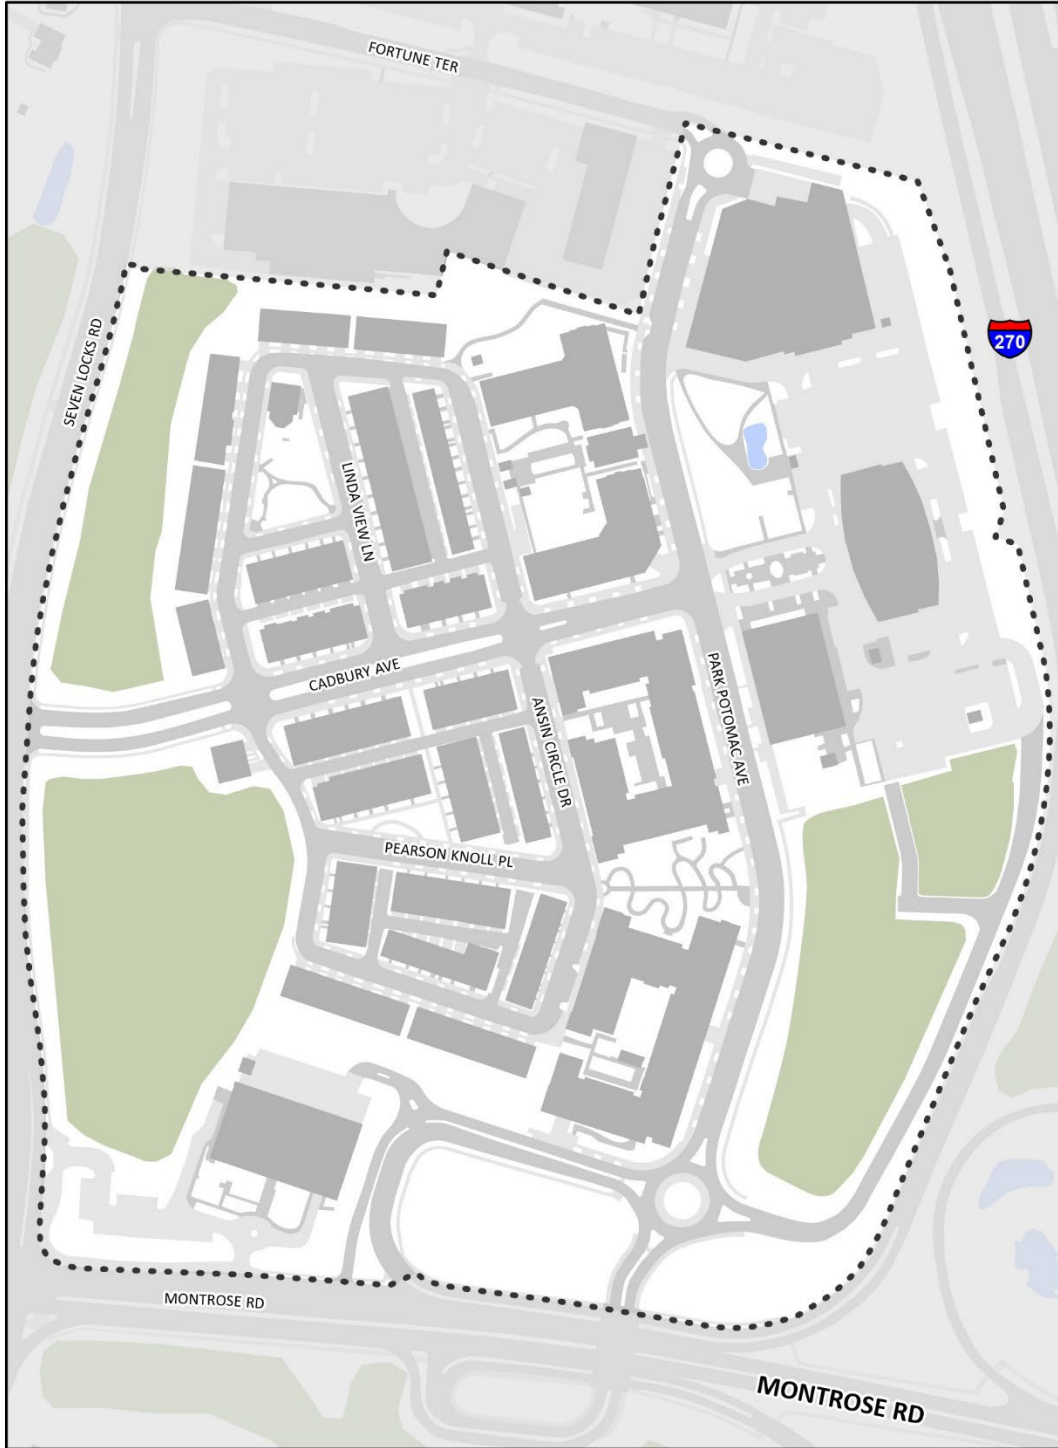 FORTUNE TER
270
SEVEN LOCKS RD
LINDA VIEW LN
CADBURY AVE
PARK POTOMAC AVE
ANSIN CIRCLE DR
PEARSON KNOLL PL
MONTROSE RD
MONTROSE RD